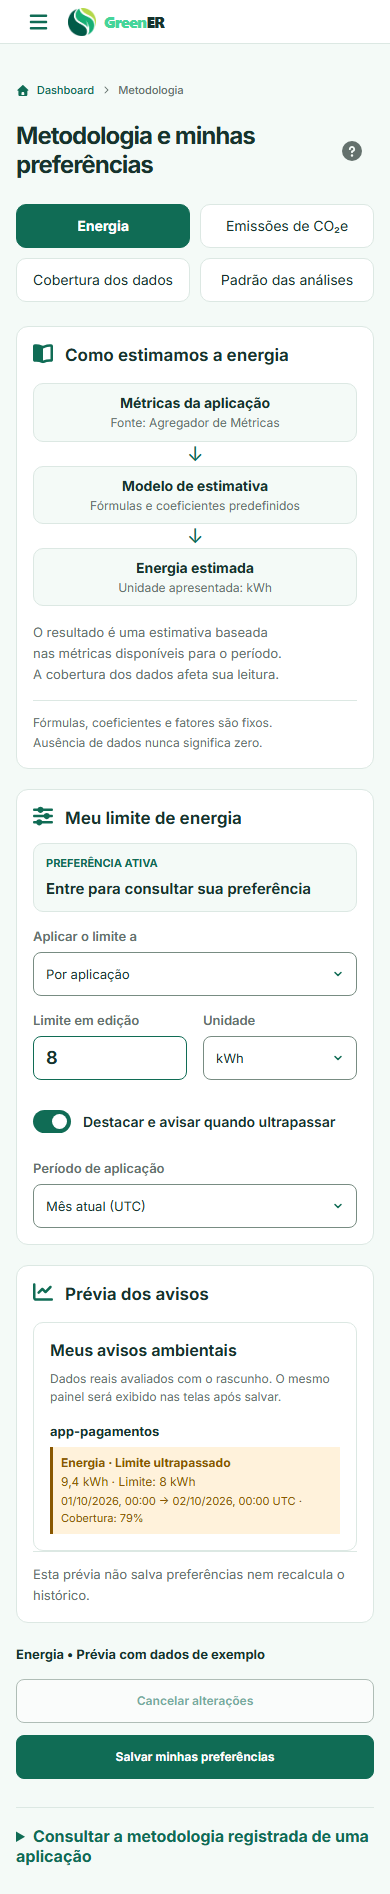 GreenER
Dashboard > Metodologia
Metodologia e minhas
preferências
?
Energia
Emissões de CO₂e
Cobertura dos dados
Padrão das análises
Como estimamos a energia
Métricas da aplicação
Fonte: Agregador de Métricas
↓
Modelo de estimativa
Fórmulas e coeficientes predefinidos
↓
Energia estimada
Unidade apresentada: kWh
O resultado é uma estimativa baseada
nas métricas disponíveis para o período.
A cobertura dos dados afeta sua leitura.
Fórmulas, coeficientes e fatores são fixos.
Ausência de dados nunca significa zero.
Meu limite de energia
PREFERÊNCIA ATIVA
Entre para consultar sua preferência
Aplicar o limite a
Por aplicação
Limite em edição
Unidade
8
kWh
Destacar e avisar quando ultrapassar
Período de aplicação
Mês atual (UTC)
Prévia dos avisos
Meus avisos ambientais
Dados reais avaliados com o rascunho. O mesmo
painel será exibido nas telas após salvar.
app-pagamentos
Energia · Limite ultrapassado
9,4 kWh · Limite: 8 kWh
01/10/2026, 00:00 → 02/10/2026, 00:00 UTC ·
Cobertura: 79%
Esta prévia não salva preferências nem recalcula o
histórico.
Energia • Prévia com dados de exemplo
Cancelar alterações
Salvar minhas preferências
Consultar a metodologia registrada de uma
aplicação